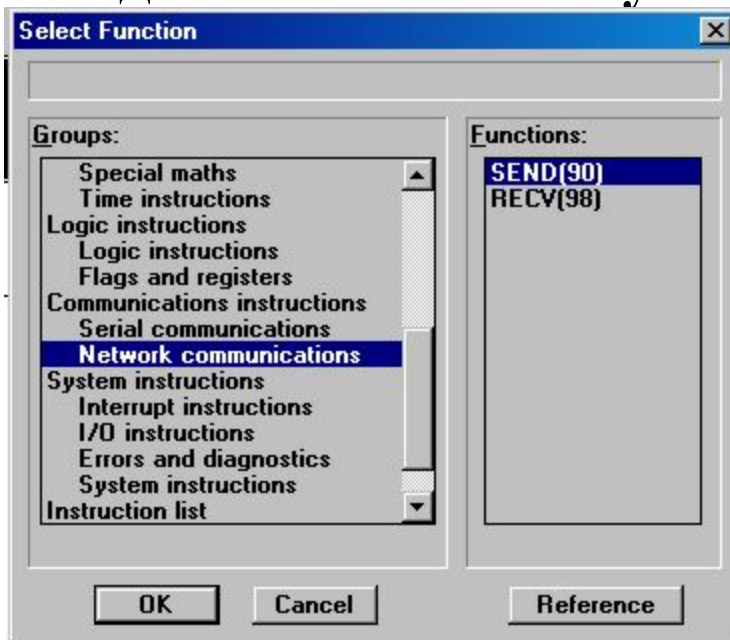 Select Function
Groups:
Special maths
Time instructions
Logic instructions
Logic instructions
Flags and registers
Communications instructions
Serial communications
Network communications
System instructions
Interrupt instructions
I/O instructions
Errors and diagnostics
System instructions
Instruction list
Functions:
SEND(90)
RECV(98)
OK
Cancel
Reference